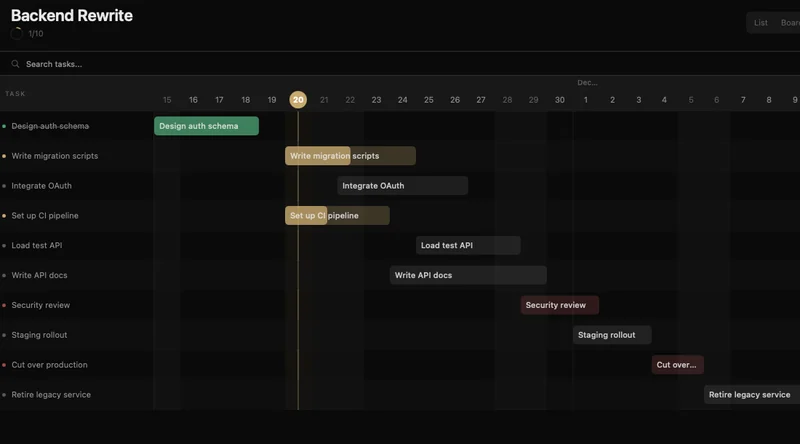 Backend Rewrite
1/10
List Boar
Search tasks...
Dec...
TASK 15 16 17 18 19 20 21 22 23 24 25 26 27 28 29 30 1 2 3 4 5 6 7 8 9
Design auth schema Design auth schema
Write migration scripts Write migration scripts
Integrate OAuth Integrate OAuth
Set up CI pipeline Set up CI pipeline
Load test API Load test API
Write API docs Write API docs
Security review Security review
Staging rollout Staging rollout
Cut over production Cut over...
Retire legacy service Retire legacy service